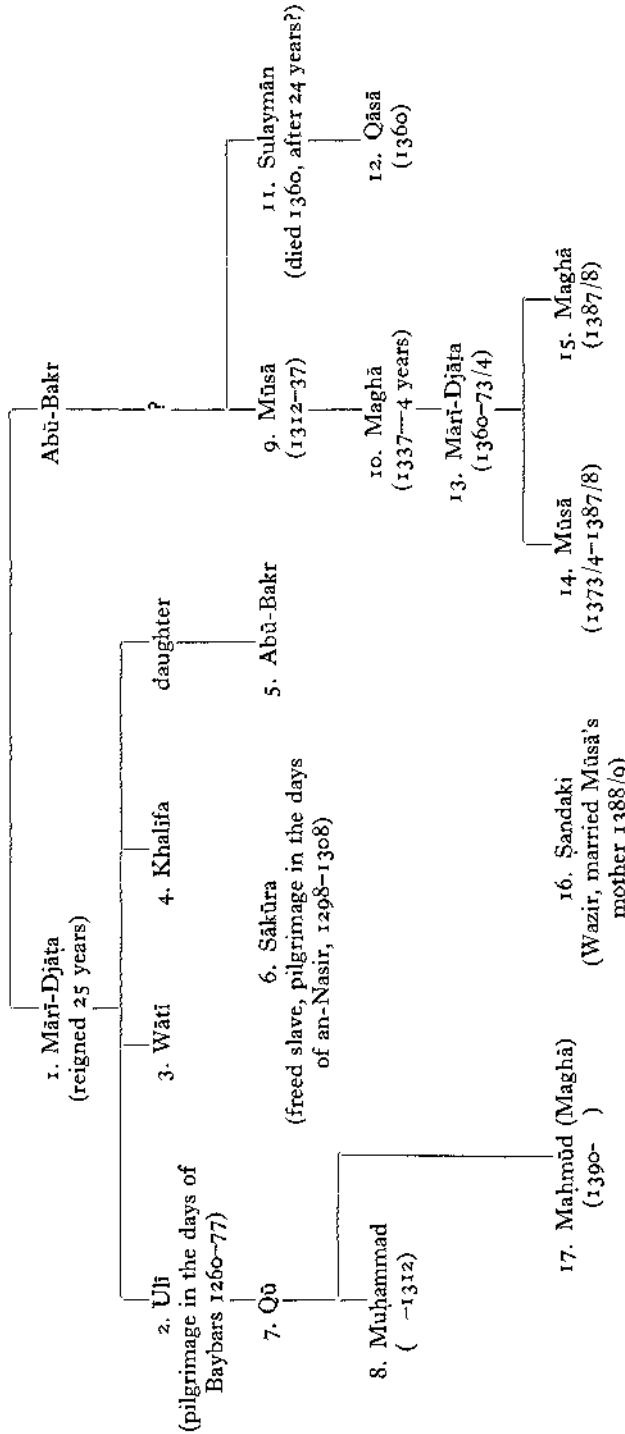 1. Mārī-Djāṭa
(reigned 25 years)
Abū-Bakr
2. Ulī
(pilgrimage in the days of
Baybars 1260–77)
3. Wātī
4. Khalīfa
daughter
?
7. Qū
6. Sākūra
(freed slave, pilgrimage in the days
of an-Nasir, 1298–1308)
5. Abū-Bakr
9. Mūsā
(1312–37)
11. Sulaymān
(died 1360, after 24 years?)
8. Muḥammad
( –1312)
10. Maghā
(1337—4 years)
12. Qāsā
(1360)
13. Mārī-Djāṭa
(1360–73/4)
17. Maḥmūd (Maghā)
(1390– )
16. Ṣandaki
(Wazir, married Mūsā's
mother 1388/9)
14. Mūsā
(1373/4–1387/8)
15. Maghā
(1387/8)